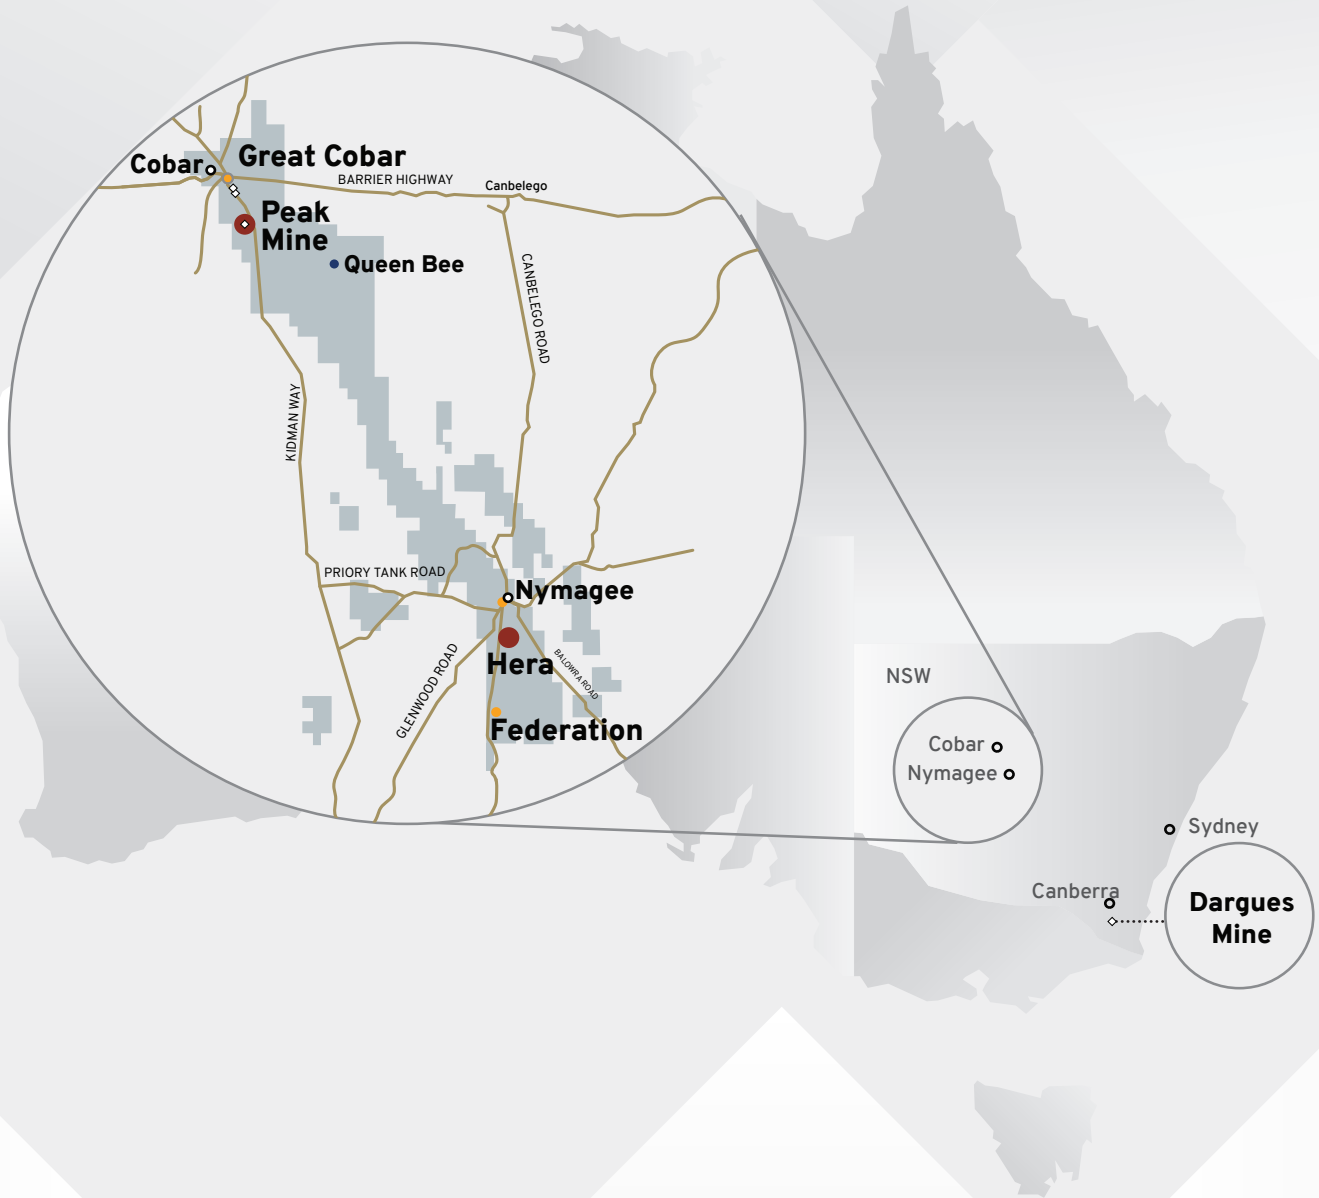 Cobar
Great Cobar
BARRIER HIGHWAY
Canbelego
Peak
Mine
Queen Bee
CANBELEGO ROAD
KIDMAN WAY
PRIORY TANK ROAD
Nymagee
Hera
BALOWRA ROAD
GLENWOOD ROAD
Federation
NSW
Cobar
Nymagee
Sydney
Canberra
Dargues
Mine